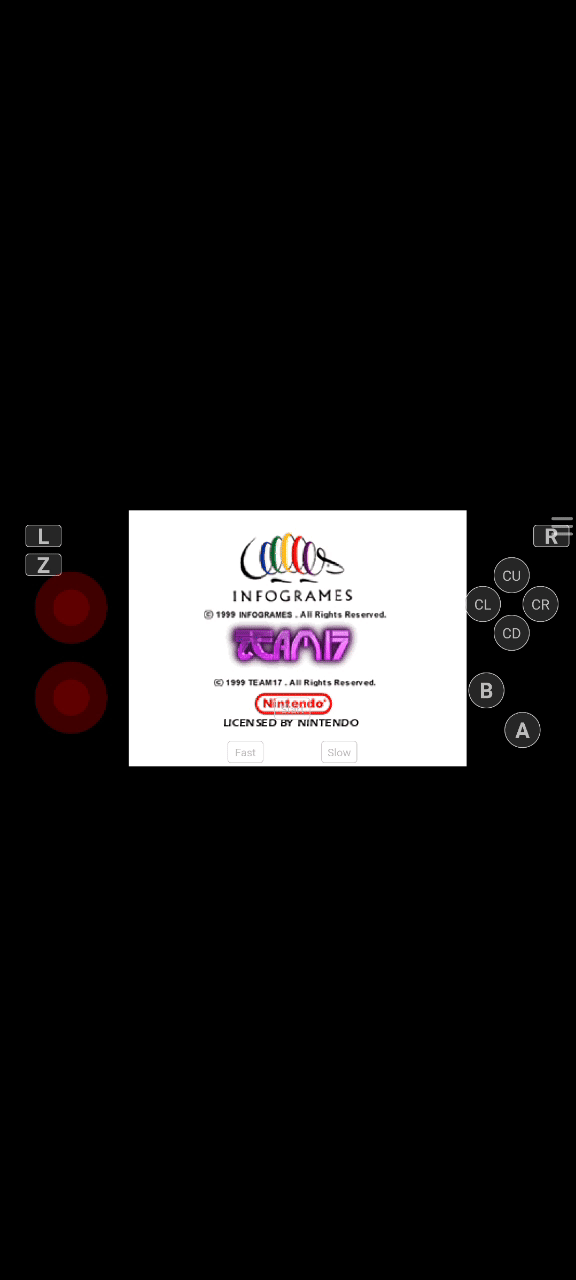 L
R
Z
CU
CL
CR
CD
B
A
INFOGRAMES
© 1999 INFOGRAMES . All Rights Reserved.
TEAM17
© 1999 TEAM17 . All Rights Reserved.
Nintendo®
LICENSED BY NINTENDO
Fast
Slow